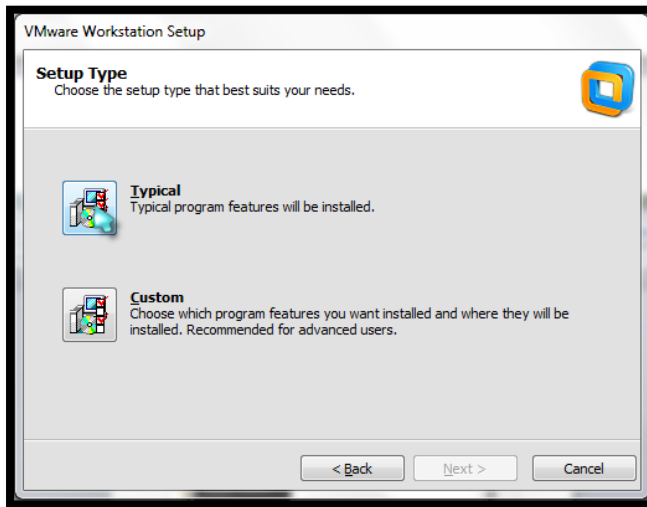 VMware Workstation Setup
Setup Type
Choose the setup type that best suits your needs.
Typical
Typical program features will be installed.
Custom
Choose which program features you want installed and where they will be
installed. Recommended for advanced users.
< Back Next > Cancel